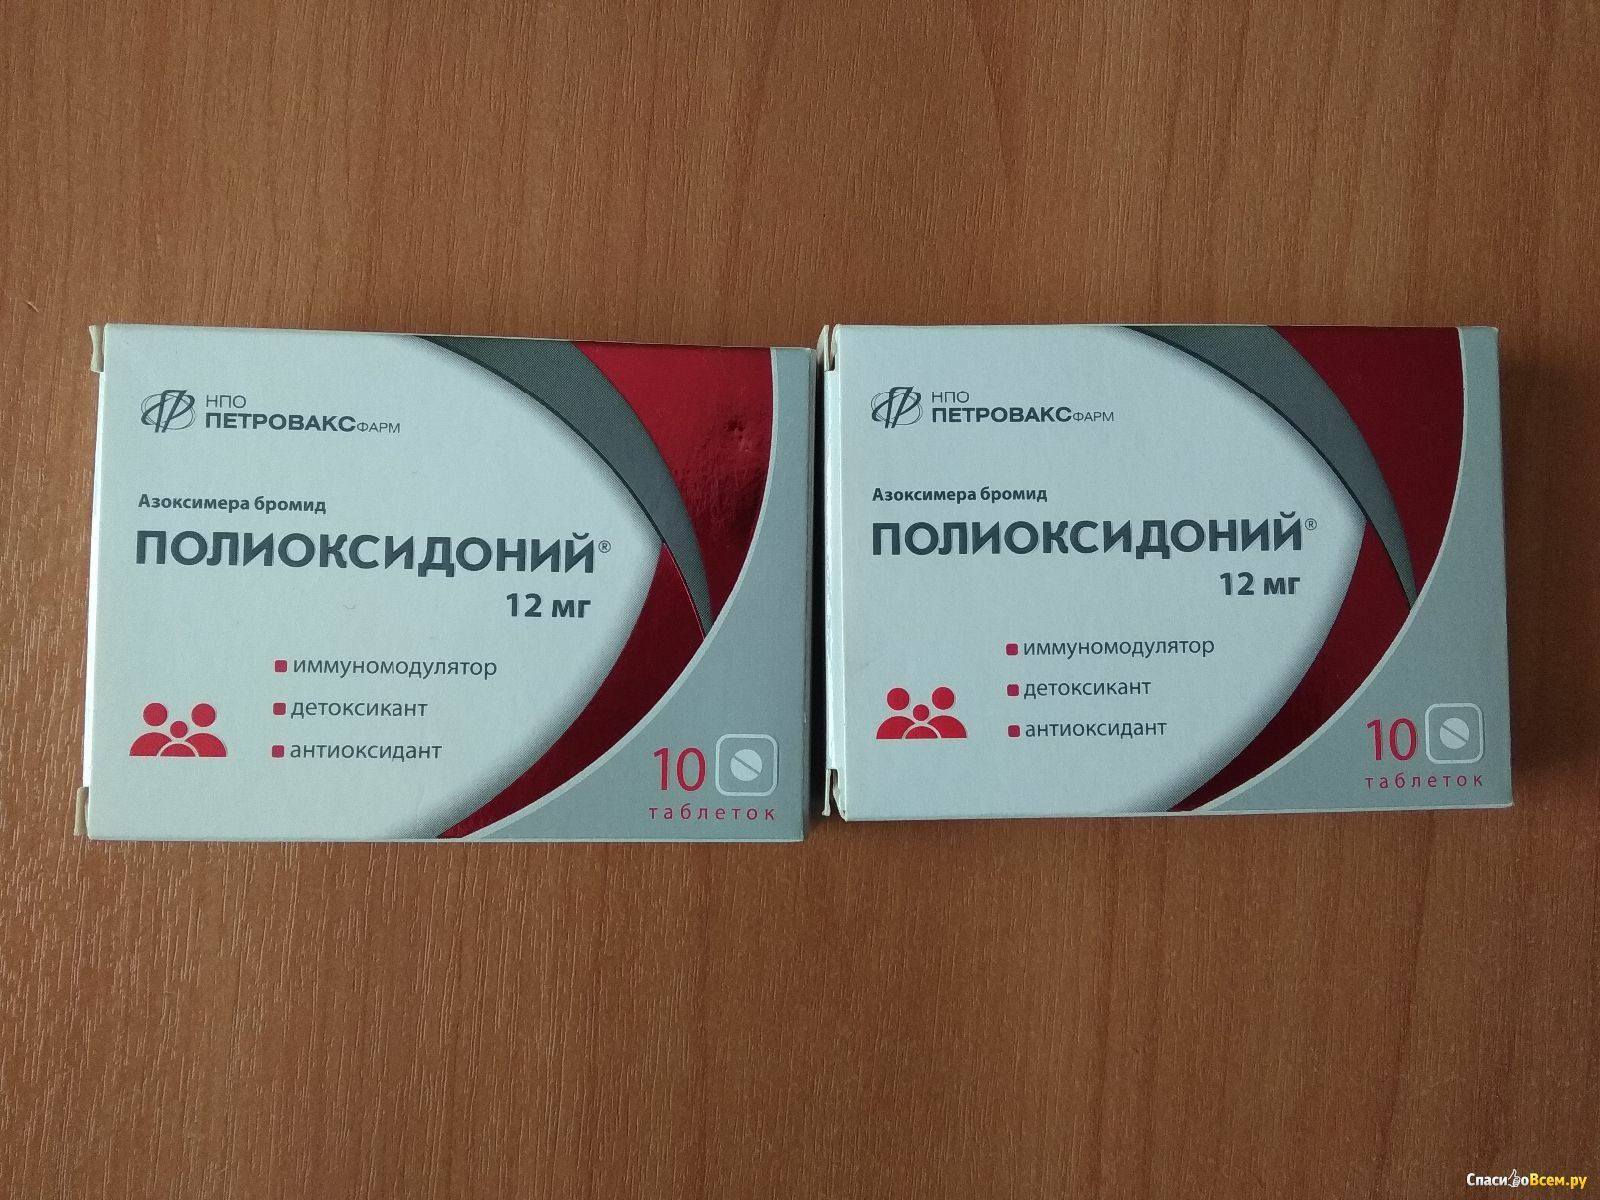 НПО
ПЕТРОВАКСФАРМ
Азоксимера бромид
ПОЛИОКСИДОНИЙ®
12 мг
иммуномодулятор
детоксикант
антиоксидант
10
таблеток
НПО
ПЕТРОВАКСФАРМ
Азоксимера бромид
ПОЛИОКСИДОНИЙ®
12 мг
иммуномодулятор
детоксикант
антиоксидант
10
таблеток
СпасибоВсем.ру